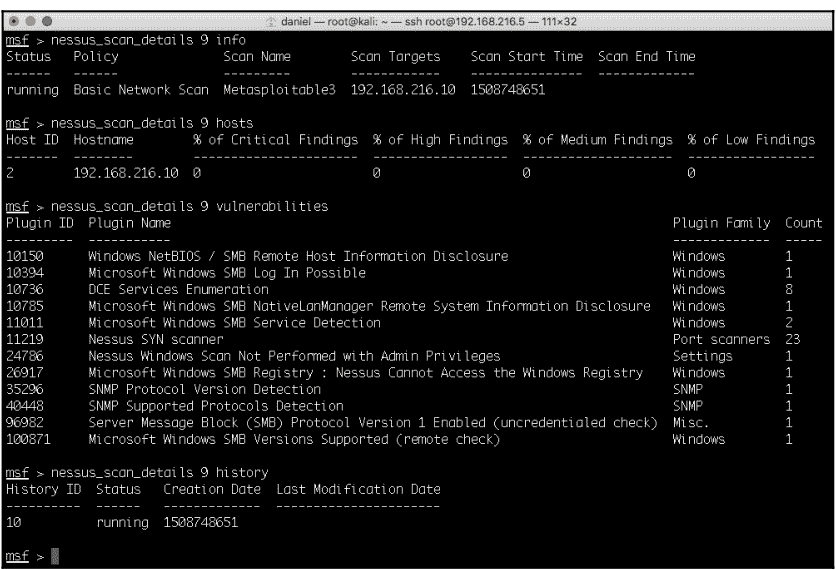 daniel — root@kali: ~ — ssh root@192.168.216.5 — 111×32
msf > nessus_scan_details 9 info
Status Policy Scan Name Scan Targets Scan Start Time Scan End Time
------ ------ --------- ------------ --------------- -------------
running Basic Network Scan Metasploitable3 192.168.216.10 1508748651
msf > nessus_scan_details 9 hosts
Host ID Hostname % of Critical Findings % of High Findings % of Medium Findings % of Low Findings
------- -------- ---------------------- ------------------ -------------------- -----------------
2 192.168.216.10 0 0 0 0
msf > nessus_scan_details 9 vulnerabilities
Plugin ID Plugin Name Plugin Family Count
--------- ----------- ------------- -----
10150 Windows NetBIOS / SMB Remote Host Information Disclosure Windows 1
10394 Microsoft Windows SMB Log In Possible Windows 1
10736 DCE Services Enumeration Windows 8
10785 Microsoft Windows SMB NativeLanManager Remote System Information Disclosure Windows 1
11011 Microsoft Windows SMB Service Detection Windows 2
11219 Nessus SYN scanner Port scanners 23
24786 Nessus Windows Scan Not Performed with Admin Privileges Settings 1
26917 Microsoft Windows SMB Registry : Nessus Cannot Access the Windows Registry Windows 1
35296 SNMP Protocol Version Detection SNMP 1
40448 SNMP Supported Protocols Detection SNMP 1
96982 Server Message Block (SMB) Protocol Version 1 Enabled (uncredentialed check) Misc. 1
100871 Microsoft Windows SMB Versions Supported (remote check) Windows 1
msf > nessus_scan_details 9 history
History ID Status Creation Date Last Modification Date
---------- ------ ------------- ----------------------
10 running 1508748651
msf >